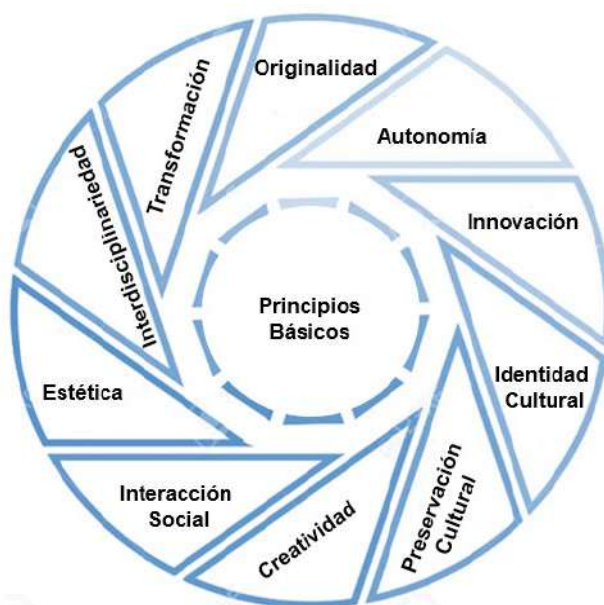 Principios
Básicos
Originalidad
Autonomía
Innovación
Identidad
Cultural
Preservación
Cultural
Creatividad
Interacción
Social
Estética
Interdisciplinariedad
Transformación